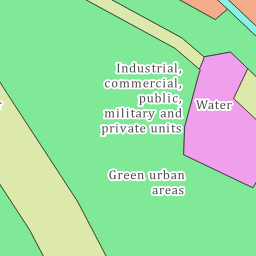 Industrial,
commercial,
public,
military and
private units
Water
Green urban
areas